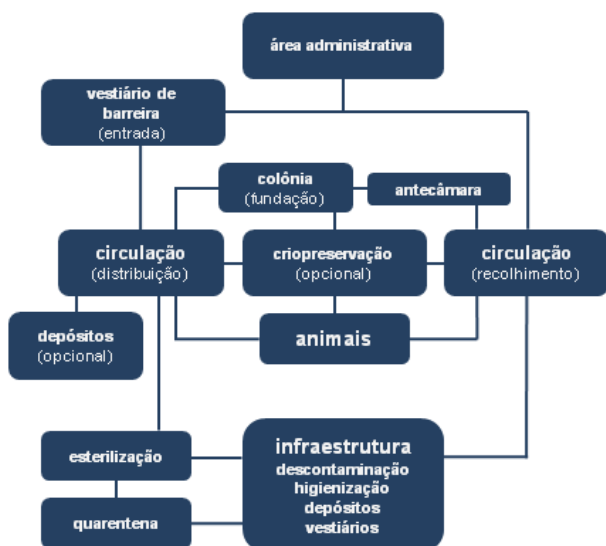 área administrativa
vestiário de
barreira
(entrada)
colônia
(fundação)
antecâmara
circulação
(distribuição)
criopreservação
(opcional)
circulação
(recolhimento)
depósitos
(opcional)
animais
esterilização
infraestrutura
descontaminação
higienização
depósitos
vestiários
quarentena